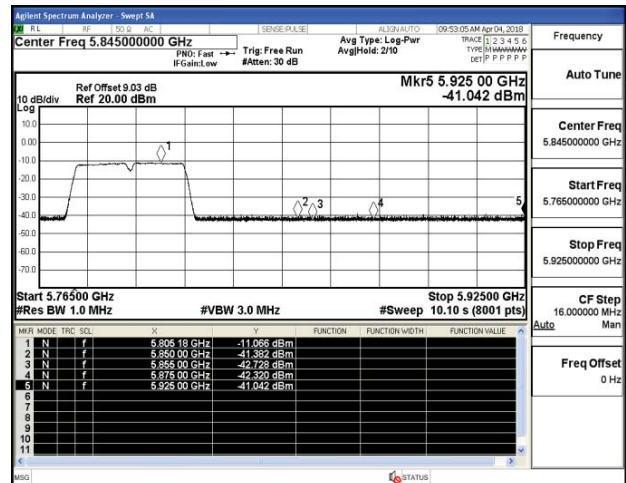 Agilent Spectrum Analyzer - Swept SA
RL RF 50 Ω AC SENSE:PULSE ALIGNAUTO 09:53:05 AM Apr 04, 2018
Center Freq 5.845000000 GHz
PNO: Fast
IFGain:Low
Trig: Free Run
#Atten: 30 dB
Avg Type: Log-Pwr
Avg|Hold: 2/10
TRACE 1 2 3 4 5 6
TYPE M W W W W W
DET P P P P P P
Ref Offset 9.03 dB
Ref 20.00 dBm
10 dB/div
Log
Mkr5 5.925 00 GHz
-41.042 dBm
10.0
0.00
-10.0
-20.0
-30.0
-40.0
-50.0
-60.0
-70.0
1
2
3
4
5
Start 5.76500 GHz
#Res BW 1.0 MHz
#VBW 3.0 MHz
Stop 5.92500 GHz
#Sweep 10.10 s (8001 pts)
MKR MODE TRC SCL X Y FUNCTION FUNCTION WIDTH FUNCTION VALUE
1 N f 5.805 18 GHz -11.066 dBm
2 N f 5.850 00 GHz -41.382 dBm
3 N f 5.855 00 GHz -42.728 dBm
4 N f 5.875 00 GHz -42.320 dBm
5 N f 5.925 00 GHz -41.042 dBm
6
7
8
9
10
11
MSG
STATUS
Frequency
Auto Tune
Center Freq
5.845000000 GHz
Start Freq
5.765000000 GHz
Stop Freq
5.925000000 GHz
CF Step
16.000000 MHz
Auto Man
Freq Offset
0 Hz